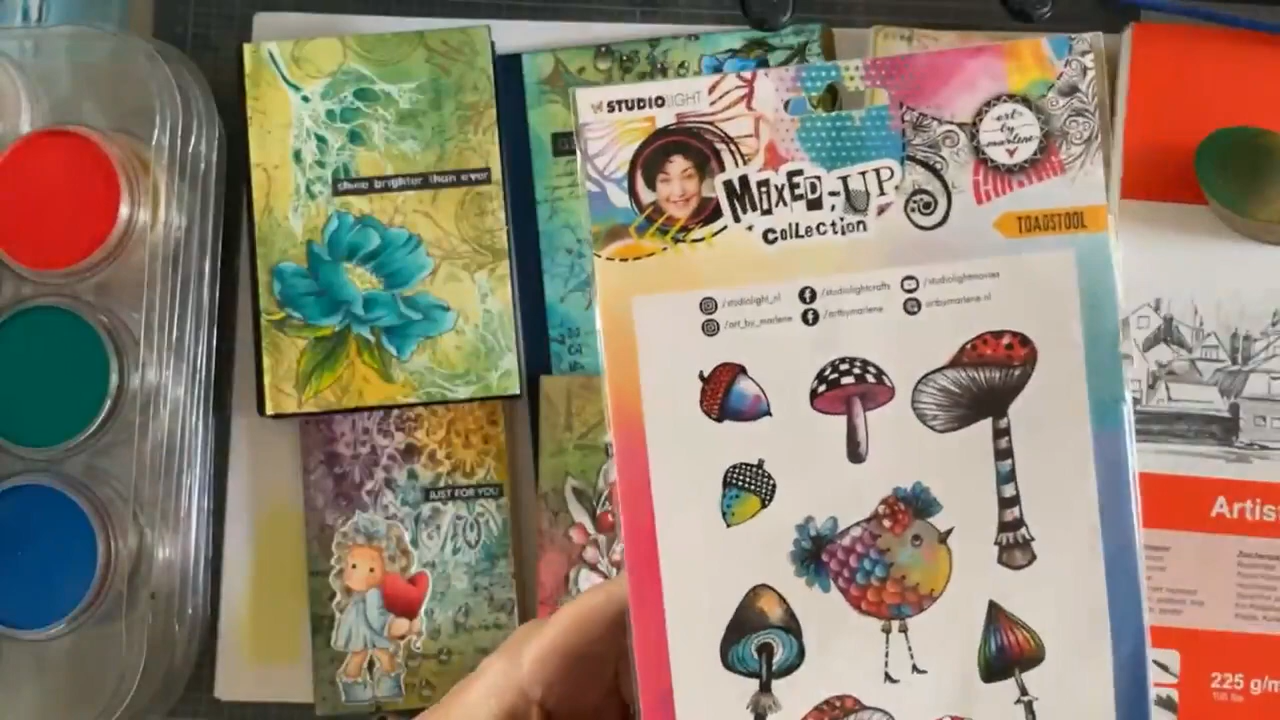 shine brighter than ever
JUST FOR YOU
STUDIOLIGHT
MIXED-UP
Collection
art
by
marlene
TOADSTOOL
/studiolight_nl
/studiolightcrafts
/studiolightmovies
/art_by_marlene
/artbymarlene
artbymarlene.nl
Artis
225 g/m